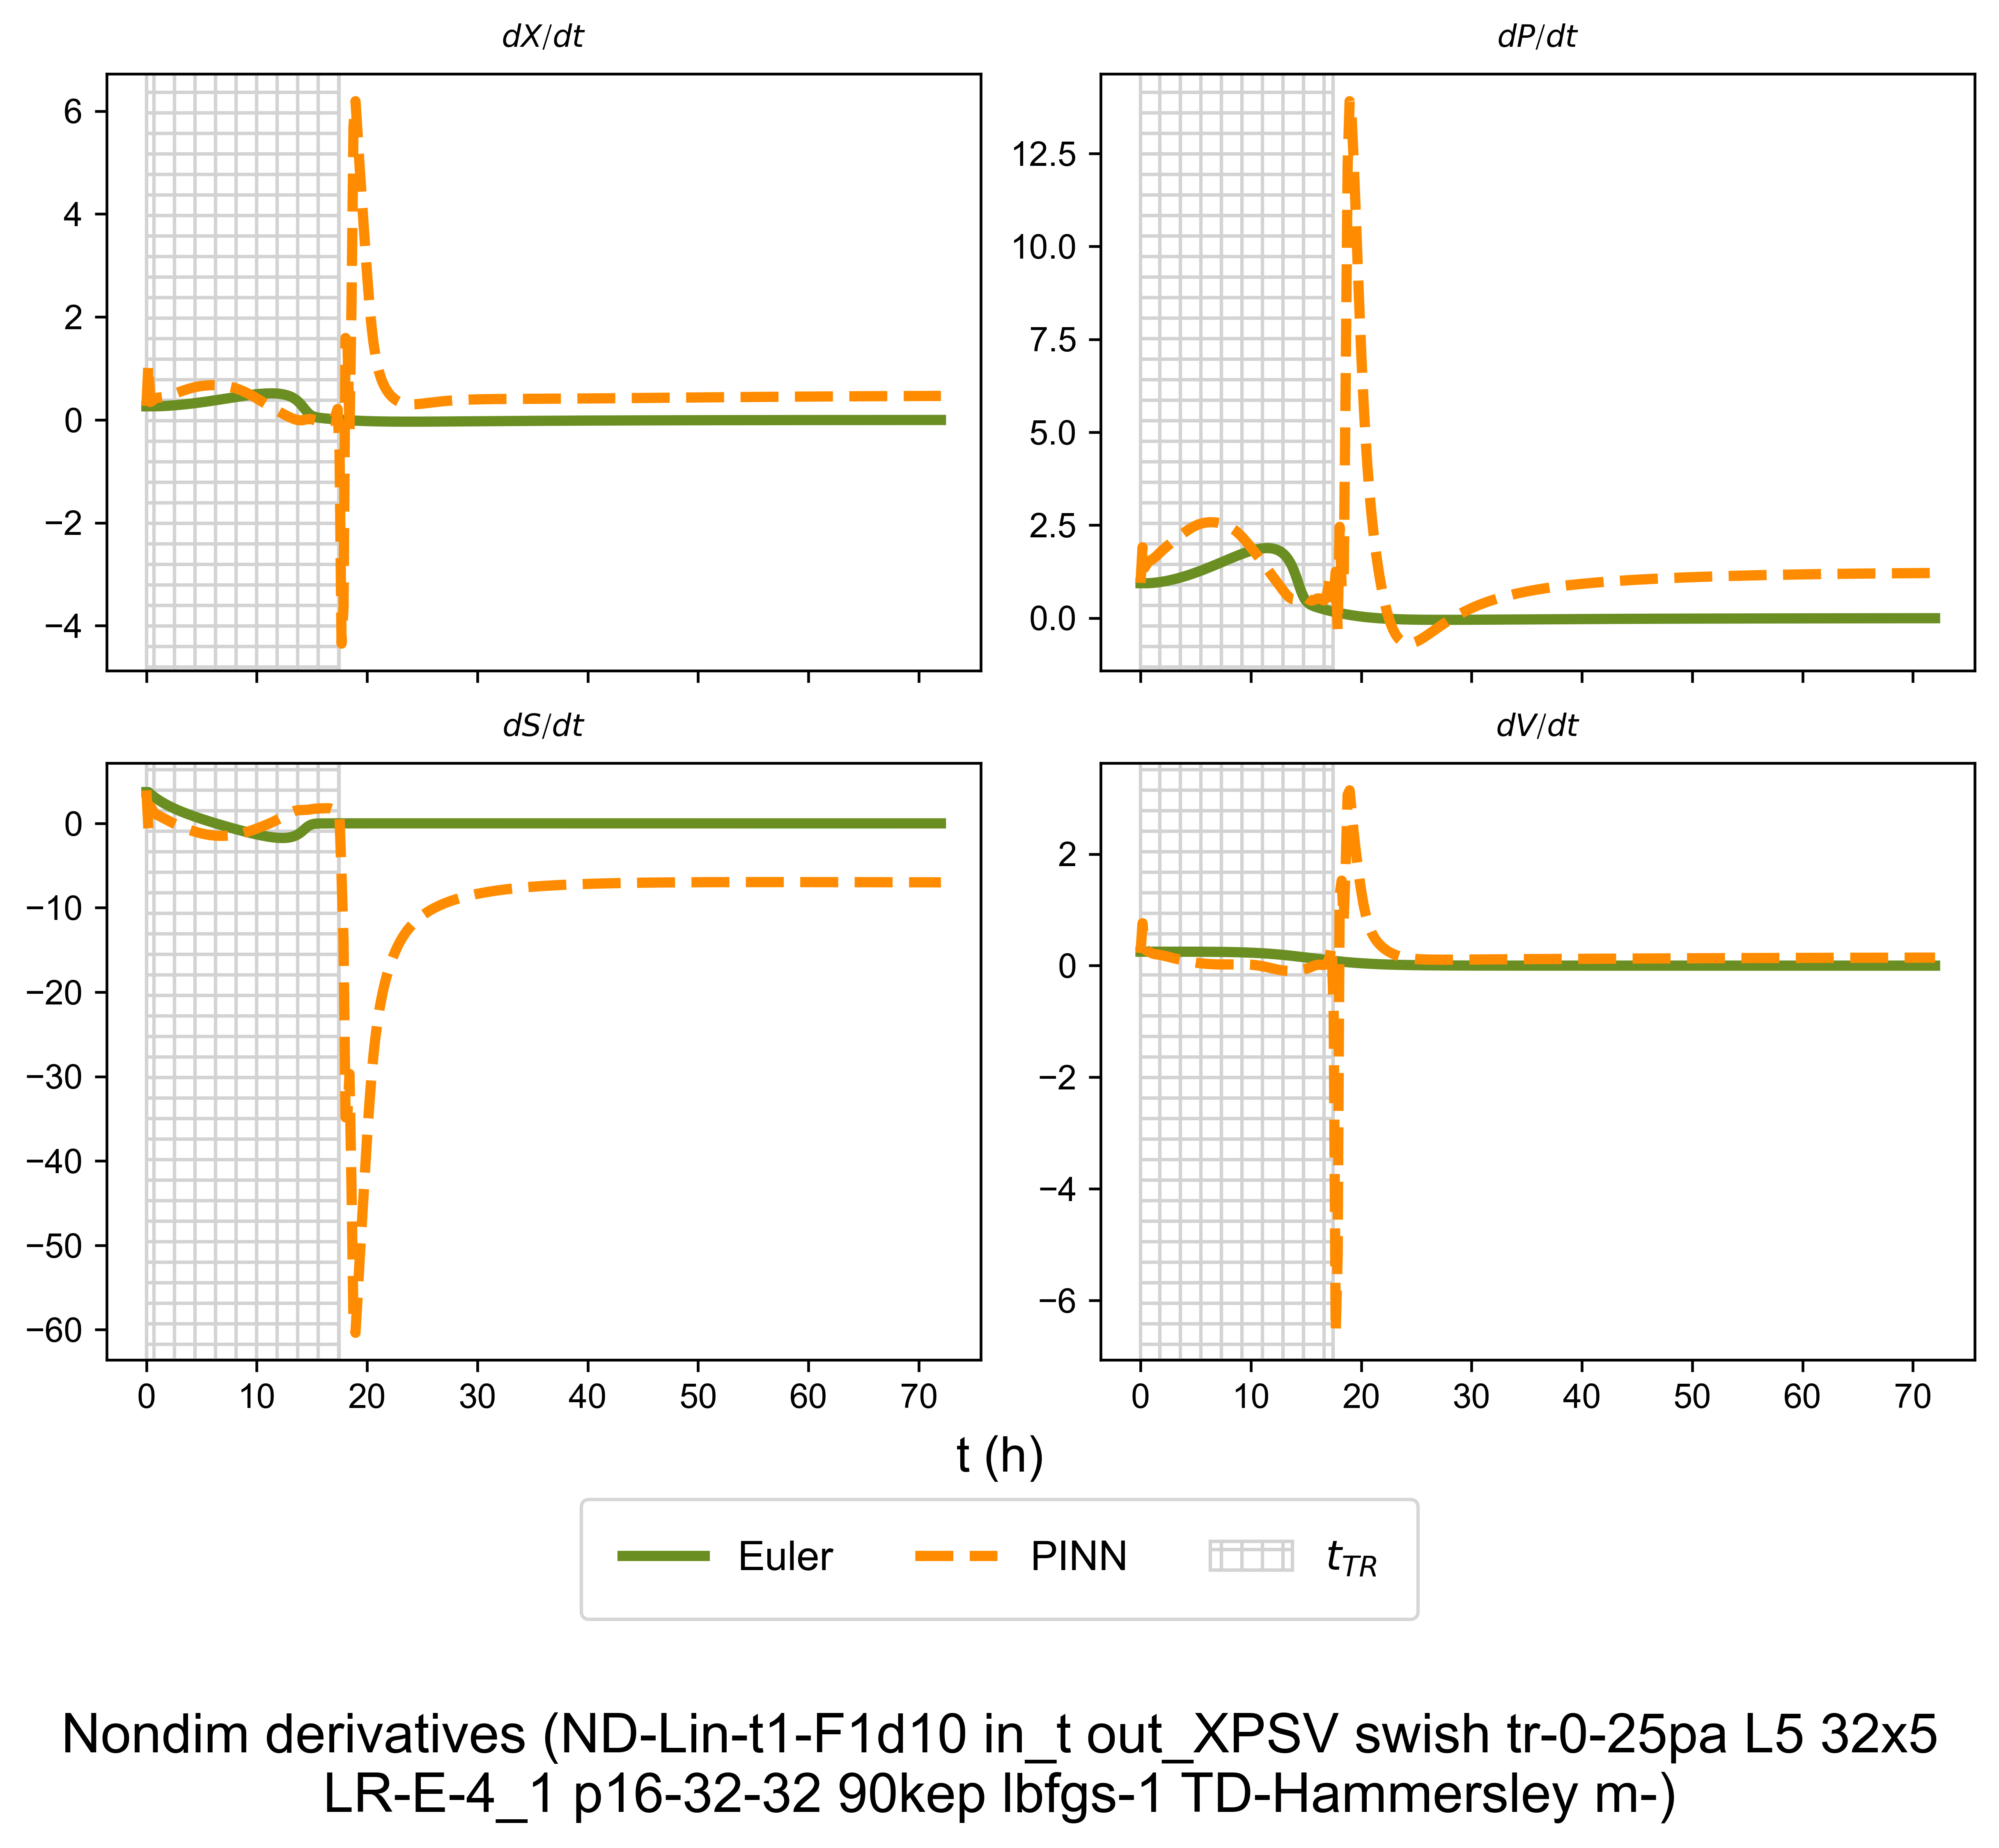 dX/dt
dP/dt
6
4
2
0
−2
−4
12.5
10.0
7.5
5.0
2.5
0.0
dS/dt
dV/dt
0
−10
−20
−30
−40
−50
−60
0 10 20 30 40 50 60 70
2
0
−2
−4
−6
0 10 20 30 40 50 60 70
t (h)
Euler PINN t_TR
Nondim derivatives (ND-Lin-t1-F1d10 in_t out_XPSV swish tr-0-25pa L5 32x5
LR-E-4_1 p16-32-32 90kep lbfgs-1 TD-Hammersley m-)